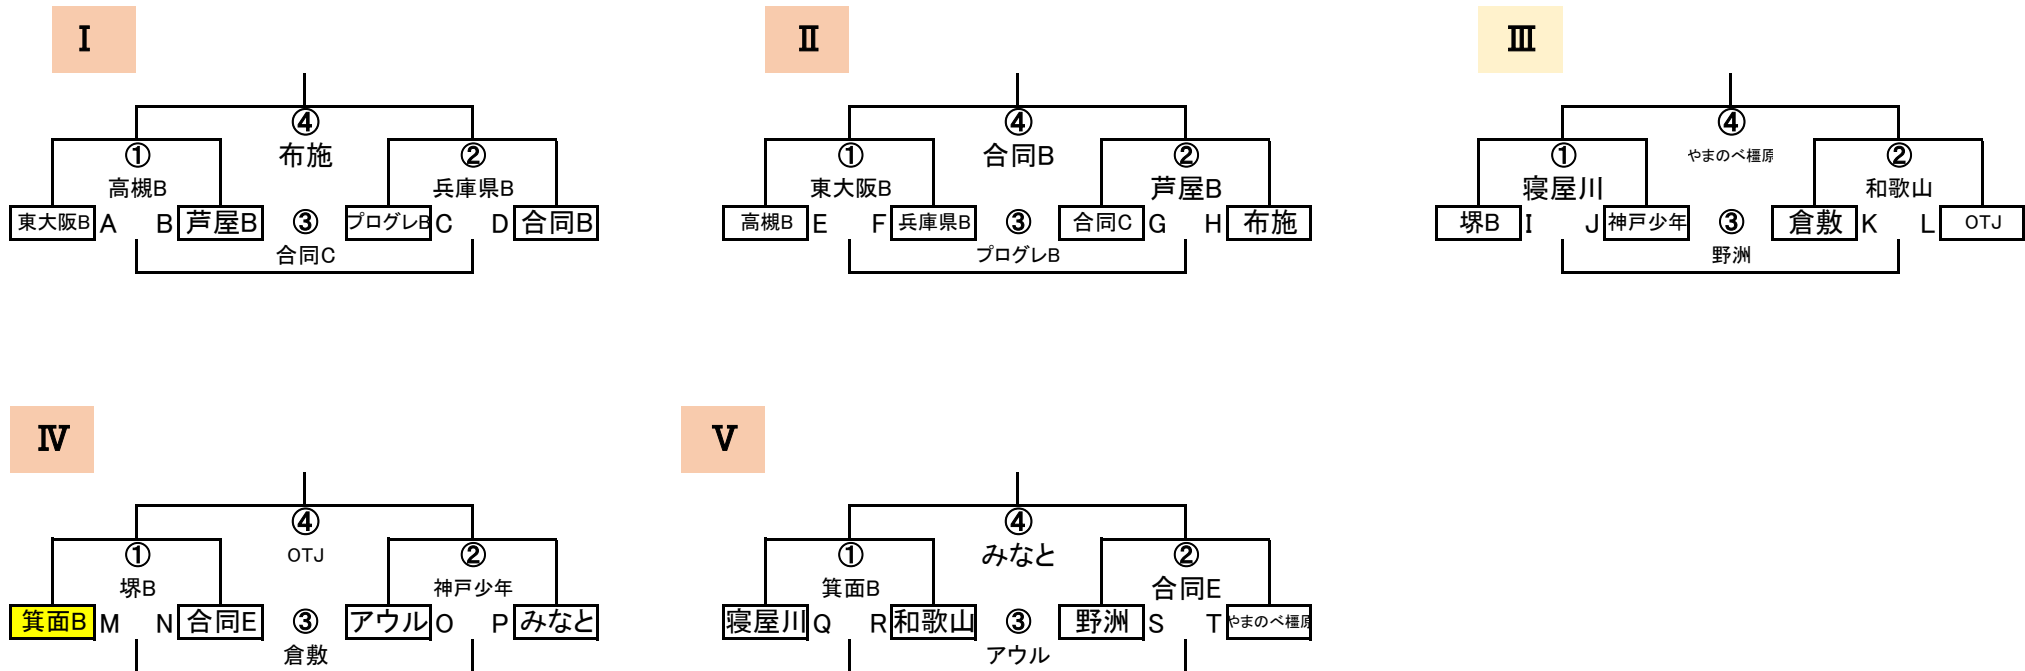 Ⅰ Ⅱ Ⅲ
④ ④ ④
① 布施 ② ① 合同B ② ① やまのべ橿原 ②
高槻B 兵庫県B 東大阪B 芦屋B 寝屋川 和歌山
東大阪B A B 芦屋B ③ プログレB C D 合同B 高槻B E F 兵庫県B ③ 合同C G H 布施 堺B I J 神戸少年 ③ 倉敷 K L OTJ
合同C プログレB 野洲
Ⅳ Ⅴ
④ ④
① OTJ ② ① みなと ②
堺B 神戸少年 箕面B 合同E
箕面B M N 合同E ③ アウル O P みなと 寝屋川 Q R 和歌山 ③ 野洲 S T やまのべ橿原
倉敷 アウル